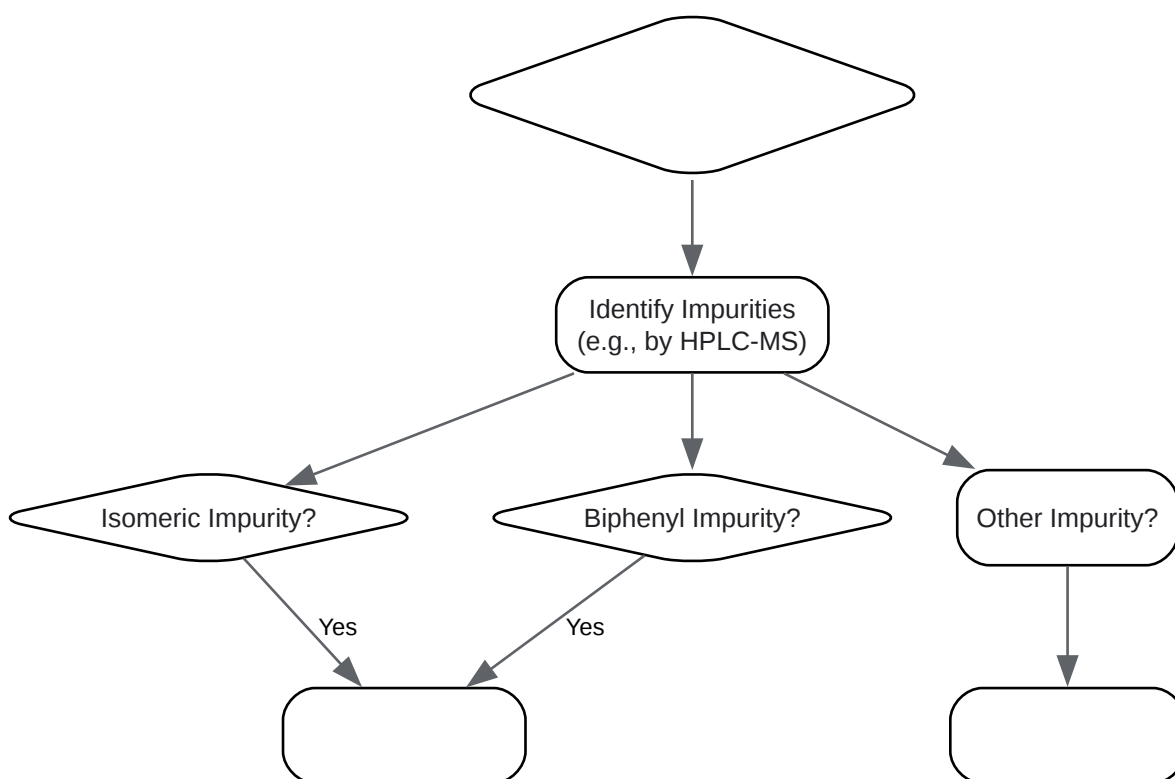 Identify Impurities
(e.g., by HPLC-MS)
Isomeric Impurity?
Biphenyl Impurity?
Other Impurity?
Yes
Yes